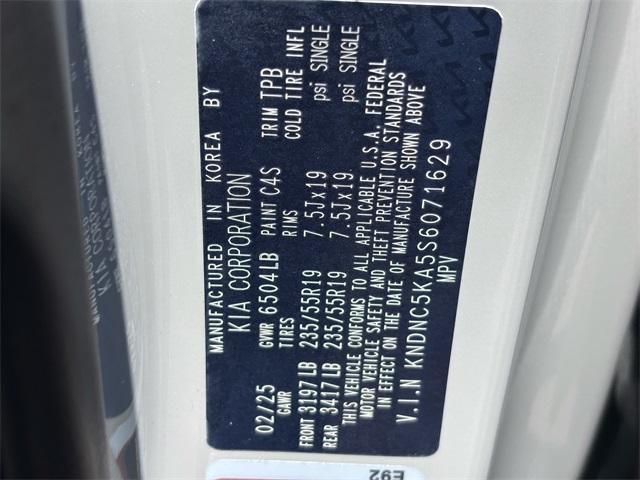 MANUFACTURED IN KOREA BY
KIA CORPORATION
02/25 GVWR 6504LB PAINT C4S TRIM TPB
GAWR TIRES RIMS COLD TIRE INFL
FRONT 3197LB 235/55R19 7.5Jx19 psi SINGLE
REAR 3417LB 235/55R19 7.5Jx19 psi SINGLE
THIS VEHICLE CONFORMS TO ALL APPLICABLE U.S.A. FEDERAL
MOTOR VEHICLE SAFETY AND THEFT PREVENTION STANDARDS
IN EFFECT ON THE DATE OF MANUFACTURE SHOWN ABOVE
V.I.N KNDNC5KA5S6071629
MPV
E92